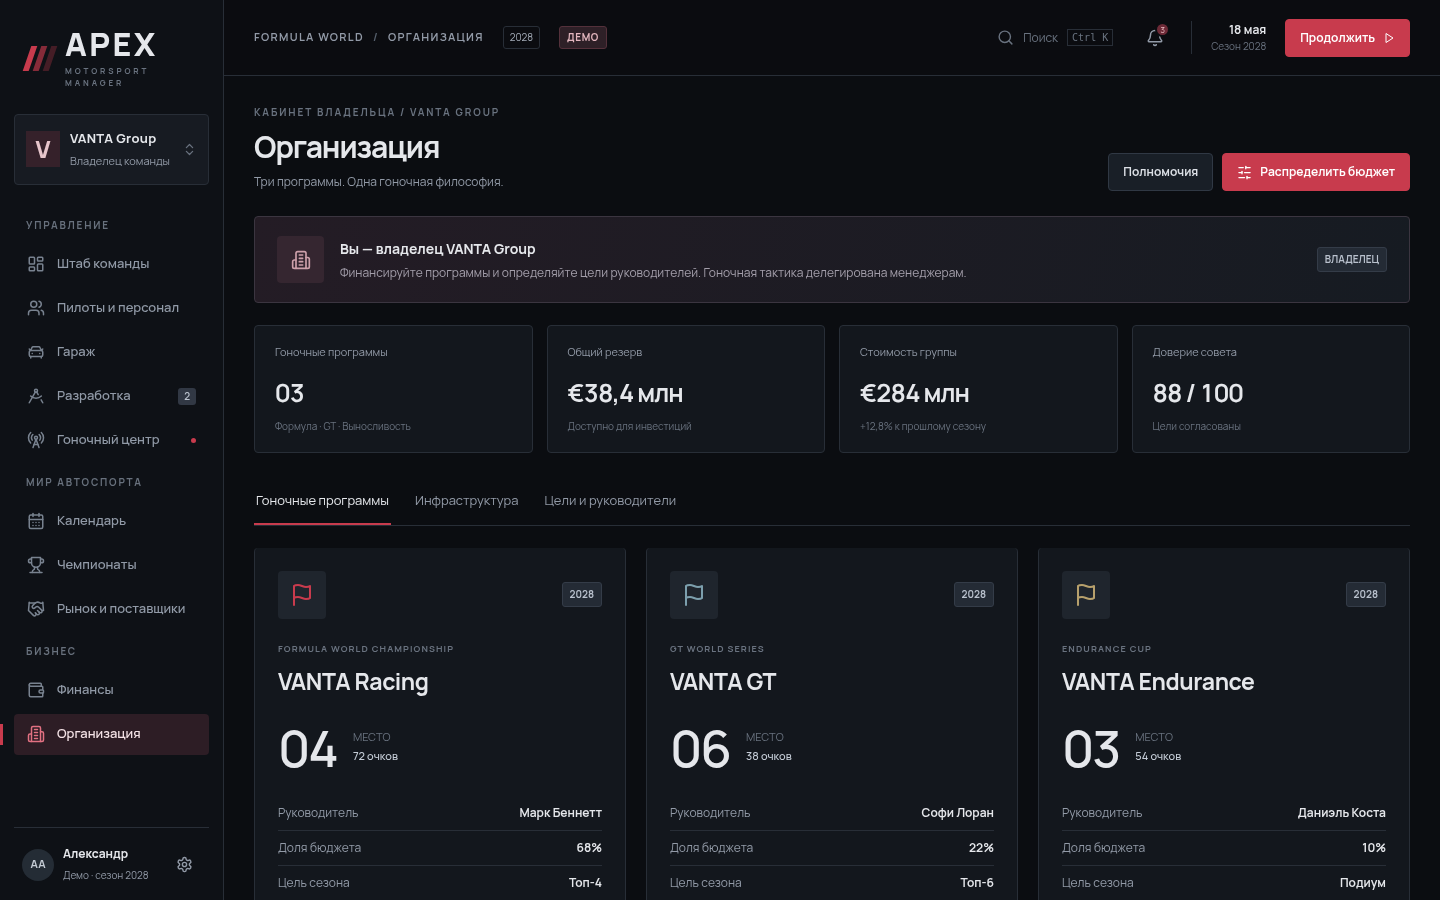 APEX
MOTORSPORT
MANAGER
V
VANTA Group
Владелец команды
УПРАВЛЕНИЕ
Штаб команды
Пилоты и персонал
Гараж
Разработка 2
Гоночный центр
МИР АВТОСПОРТА
Календарь
Чемпионаты
Рынок и поставщики
БИЗНЕС
Финансы
Организация
AA
Александр
Демо · сезон 2028
FORMULA WORLD / ОРГАНИЗАЦИЯ 2028 ДЕМО
Поиск Ctrl K
3
18 мая
Сезон 2028
Продолжить
КАБИНЕТ ВЛАДЕЛЬЦА / VANTA GROUP
Организация
Три программы. Одна гоночная философия.
Полномочия
Распределить бюджет
Вы — владелец VANTA Group
Финансируйте программы и определяйте цели руководителей. Гоночная тактика делегирована менеджерам.
ВЛАДЕЛЕЦ
Гоночные программы
03
Формула · GT · Выносливость
Общий резерв
€38,4 млн
Доступно для инвестиций
Стоимость группы
€284 млн
+12,8% к прошлому сезону
Доверие совета
88 / 100
Цели согласованы
Гоночные программы Инфраструктура Цели и руководители
2028
FORMULA WORLD CHAMPIONSHIP
VANTA Racing
04
МЕСТО
72 очков
Руководитель Марк Беннетт
Доля бюджета 68%
Цель сезона Топ-4
2028
GT WORLD SERIES
VANTA GT
06
МЕСТО
38 очков
Руководитель Софи Лоран
Доля бюджета 22%
Цель сезона Топ-6
2028
ENDURANCE CUP
VANTA Endurance
03
МЕСТО
54 очков
Руководитель Даниэль Коста
Доля бюджета 10%
Цель сезона Подиум